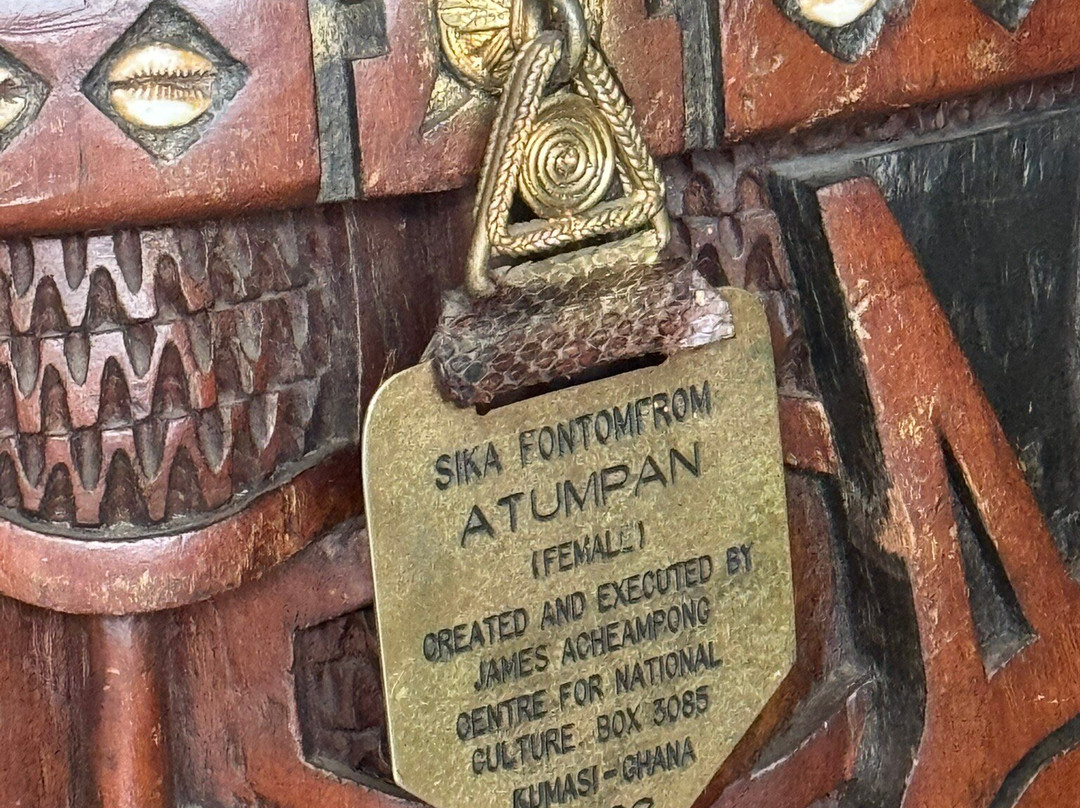 SIKA FONTOMFROM
ATUMPAN
(FEMALE)
CREATED AND EXECUTED BY
JAMES ACHEAMPONG
CENTRE FOR NATIONAL
CULTURE. BOX 3085
KUMASI-GHANA